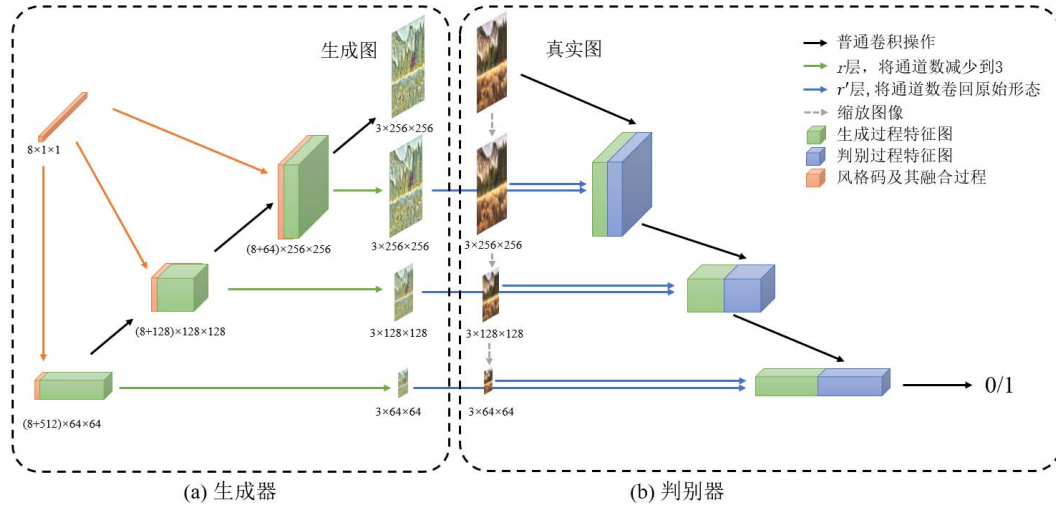 生成图
真实图
普通卷积操作
r层，将通道数减少到3
r′层,将通道数卷回原始形态
缩放图像
生成过程特征图
判别过程特征图
风格码及其融合过程
8×1×1
3×256×256
(8+64)×256×256
3×256×256
3×256×256
(8+128)×128×128
3×128×128
3×128×128
(8+512)×64×64
3×64×64
3×64×64
0/1
(a) 生成器
(b) 判别器